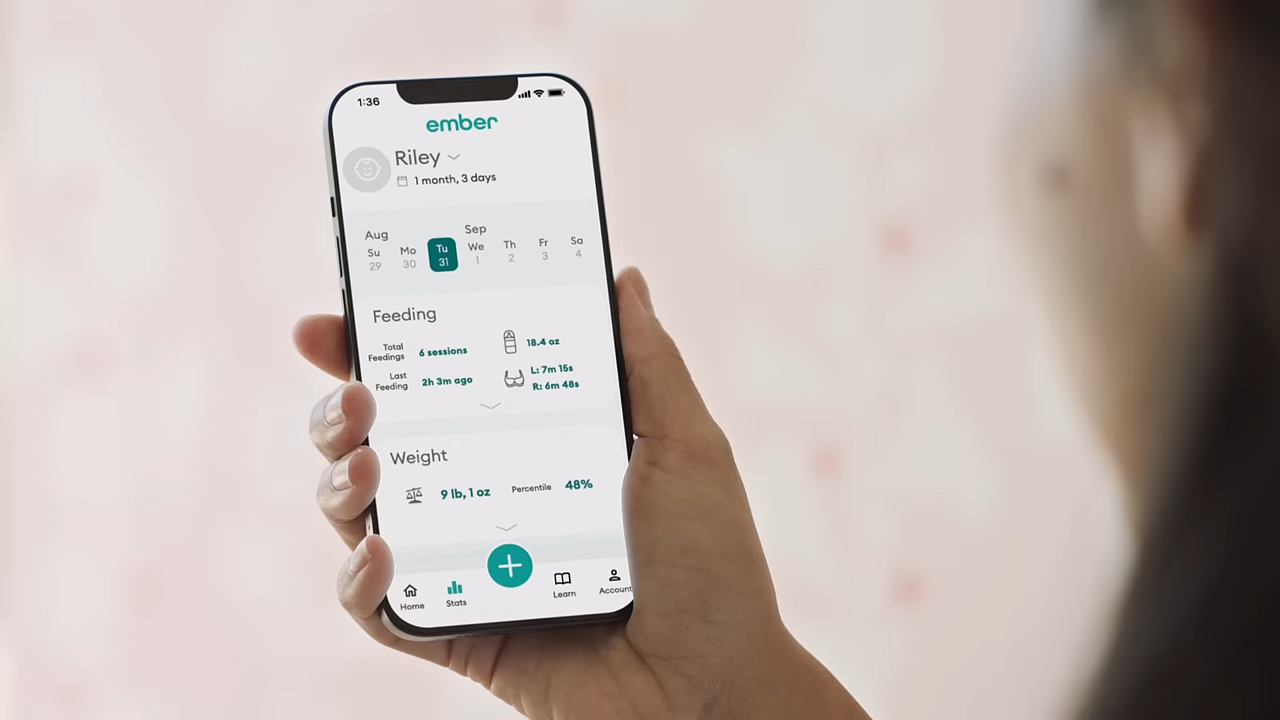 1:36
ember
Riley
1 month, 3 days
Aug Sep
Su Mo Tu We Th Fr Sa
29 30 31 1 2 3 4
Feeding
Total Feedings 6 sessions 18.4 oz
Last Feeding 2h 3m ago L: 7m 15s
R: 6m 48s
Weight
9 lb, 1 oz Percentile 48%
Home Stats Learn Account